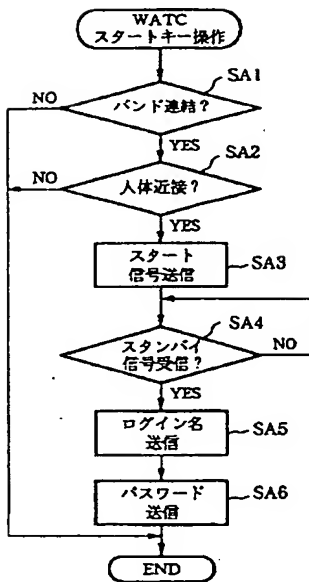 WATC
スタートキー操作
SA1
NO
バンド連結?
YES
SA2
NO
人体近接?
YES
スタート
信号送信
SA3
SA4
スタンバイ
信号受信?
NO
YES
ログイン名
送信
SA5
パスワード
送信
SA6
END